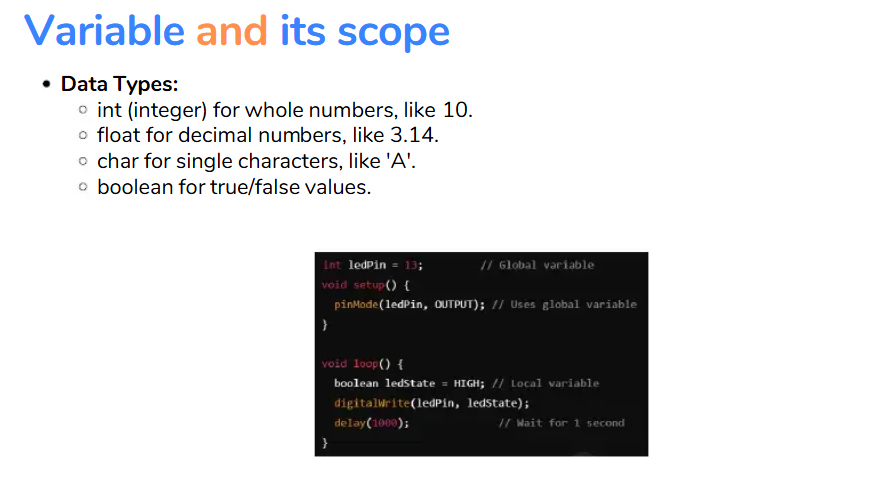 Variable and its scope
• Data Types:
○ int (integer) for whole numbers, like 10.
○ float for decimal numbers, like 3.14.
○ char for single characters, like 'A'.
○ boolean for true/false values.
int ledPin = 13; // Global variable
void setup() {
pinMode(ledPin, OUTPUT); // Uses global variable
}
void loop() {
boolean ledState = HIGH; // Local variable
digitalWrite(ledPin, ledState);
delay(1000); // Wait for 1 second
}